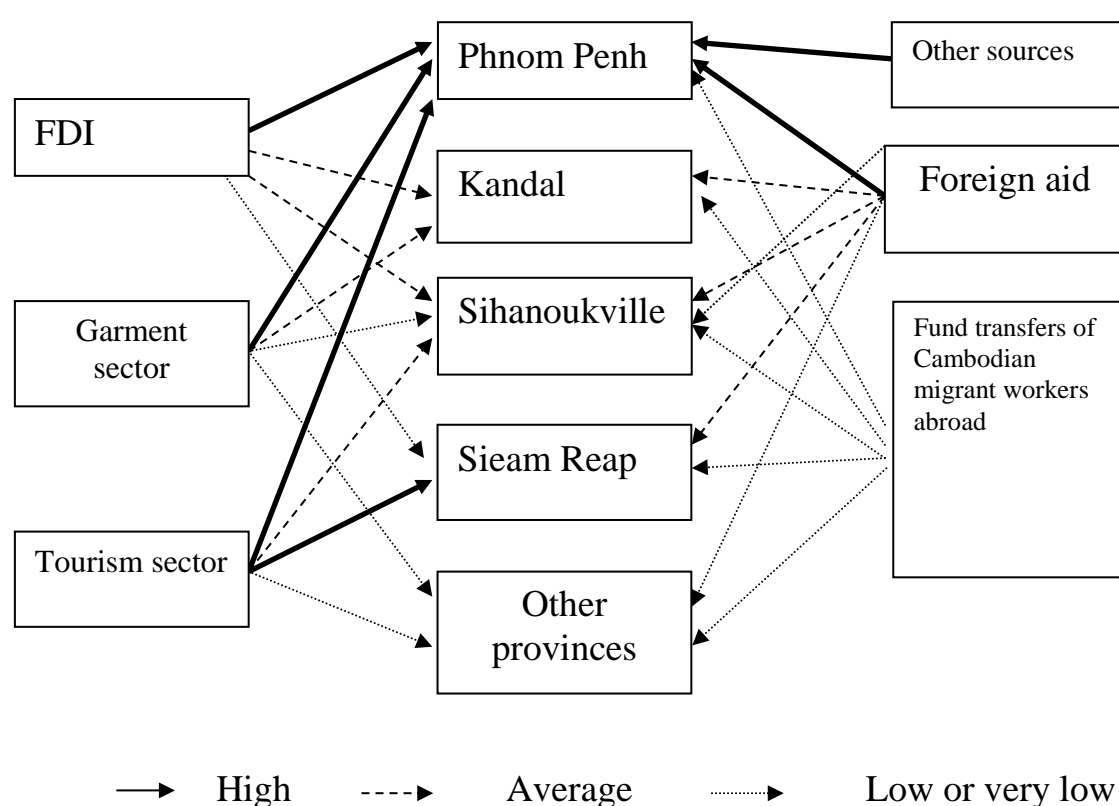 Phnom Penh
Other sources
FDI
Kandal
Foreign aid
Garment
sector
Sihanoukville
Fund transfers of
Cambodian
migrant workers
abroad
Sieam Reap
Tourism sector
Other
provinces
High
Average
Low or very low